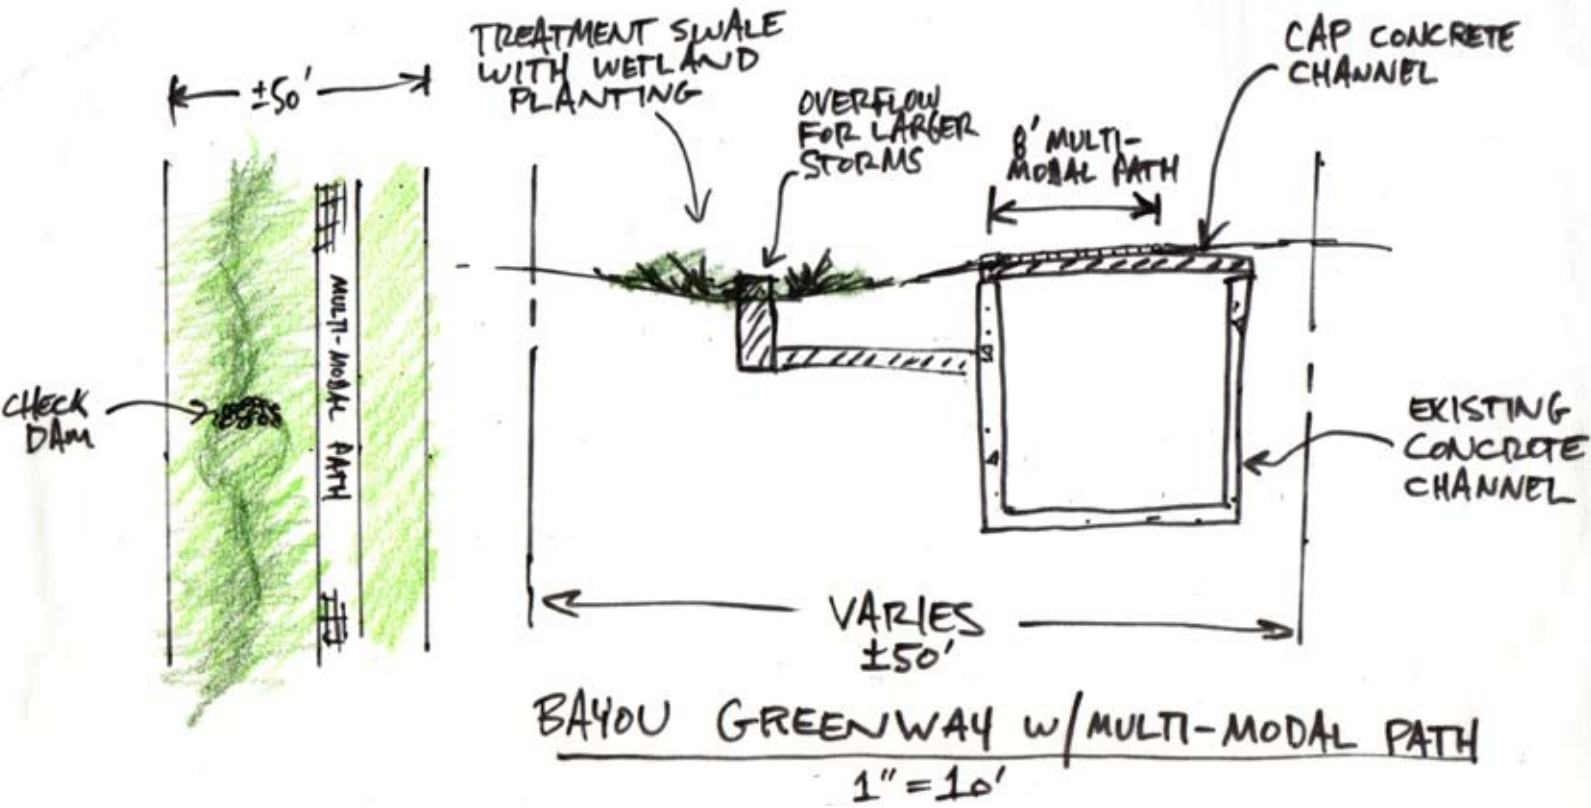 ±50'
TREATMENT SWALE
WITH WETLAND
PLANTING
OVERFLOW
FOR LARGER
STORMS
8' MULTI-
MODAL PATH
CAP CONCRETE
CHANNEL
MULTI-MODAL PATH
CHECK
DAM
EXISTING
CONCRETE
CHANNEL
VARIES
±50'
BAYOU GREENWAY w/MULTI-MODAL PATH
1"=10'